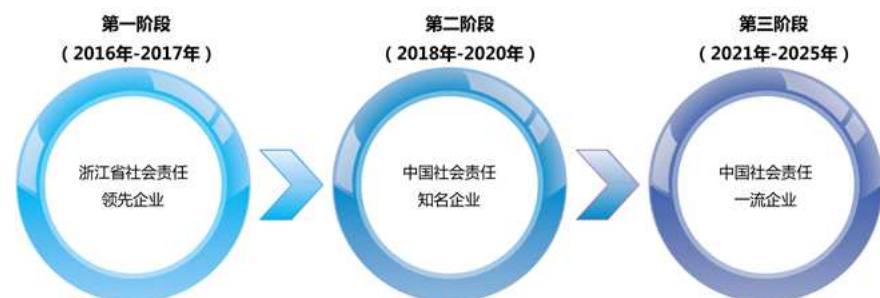 第一阶段
（2016年-2017年）
浙江省社会责任
领先企业
第二阶段
（2018年-2020年）
中国社会责任
知名企业
第三阶段
（2021年-2025年）
中国社会责任
一流企业